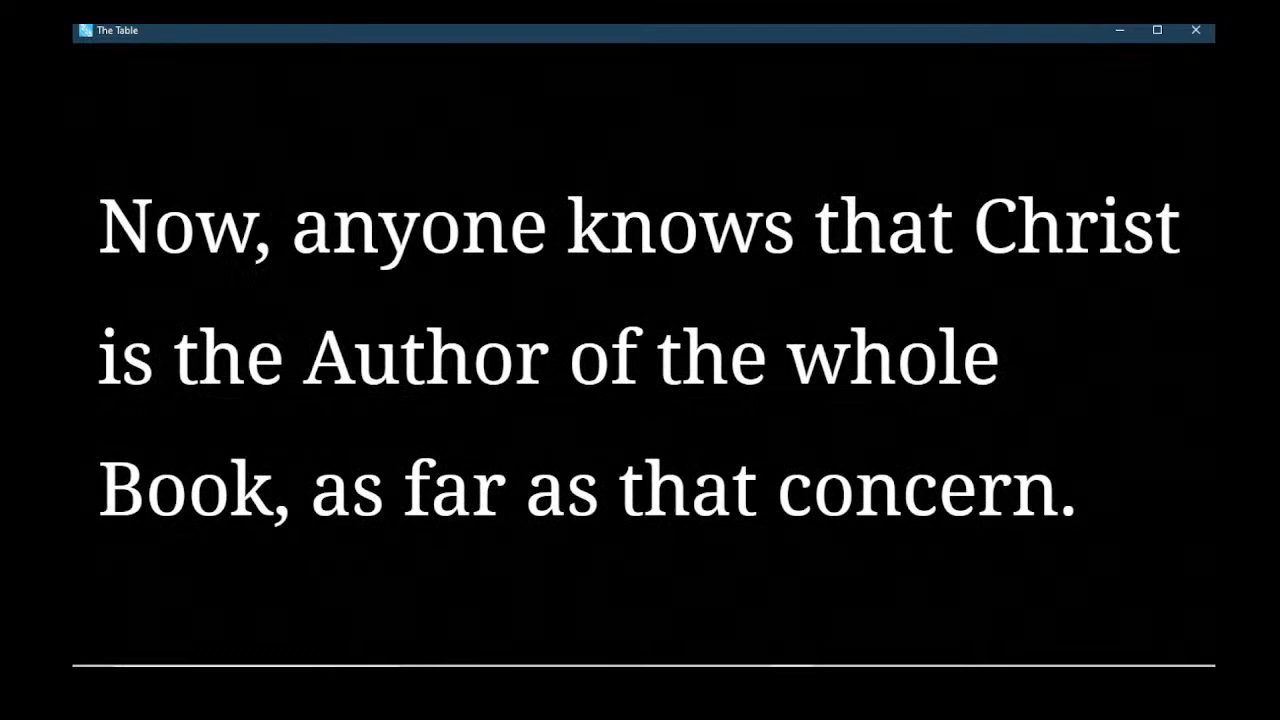 The Table
Now, anyone knows that Christ
is the Author of the whole
Book, as far as that concern.